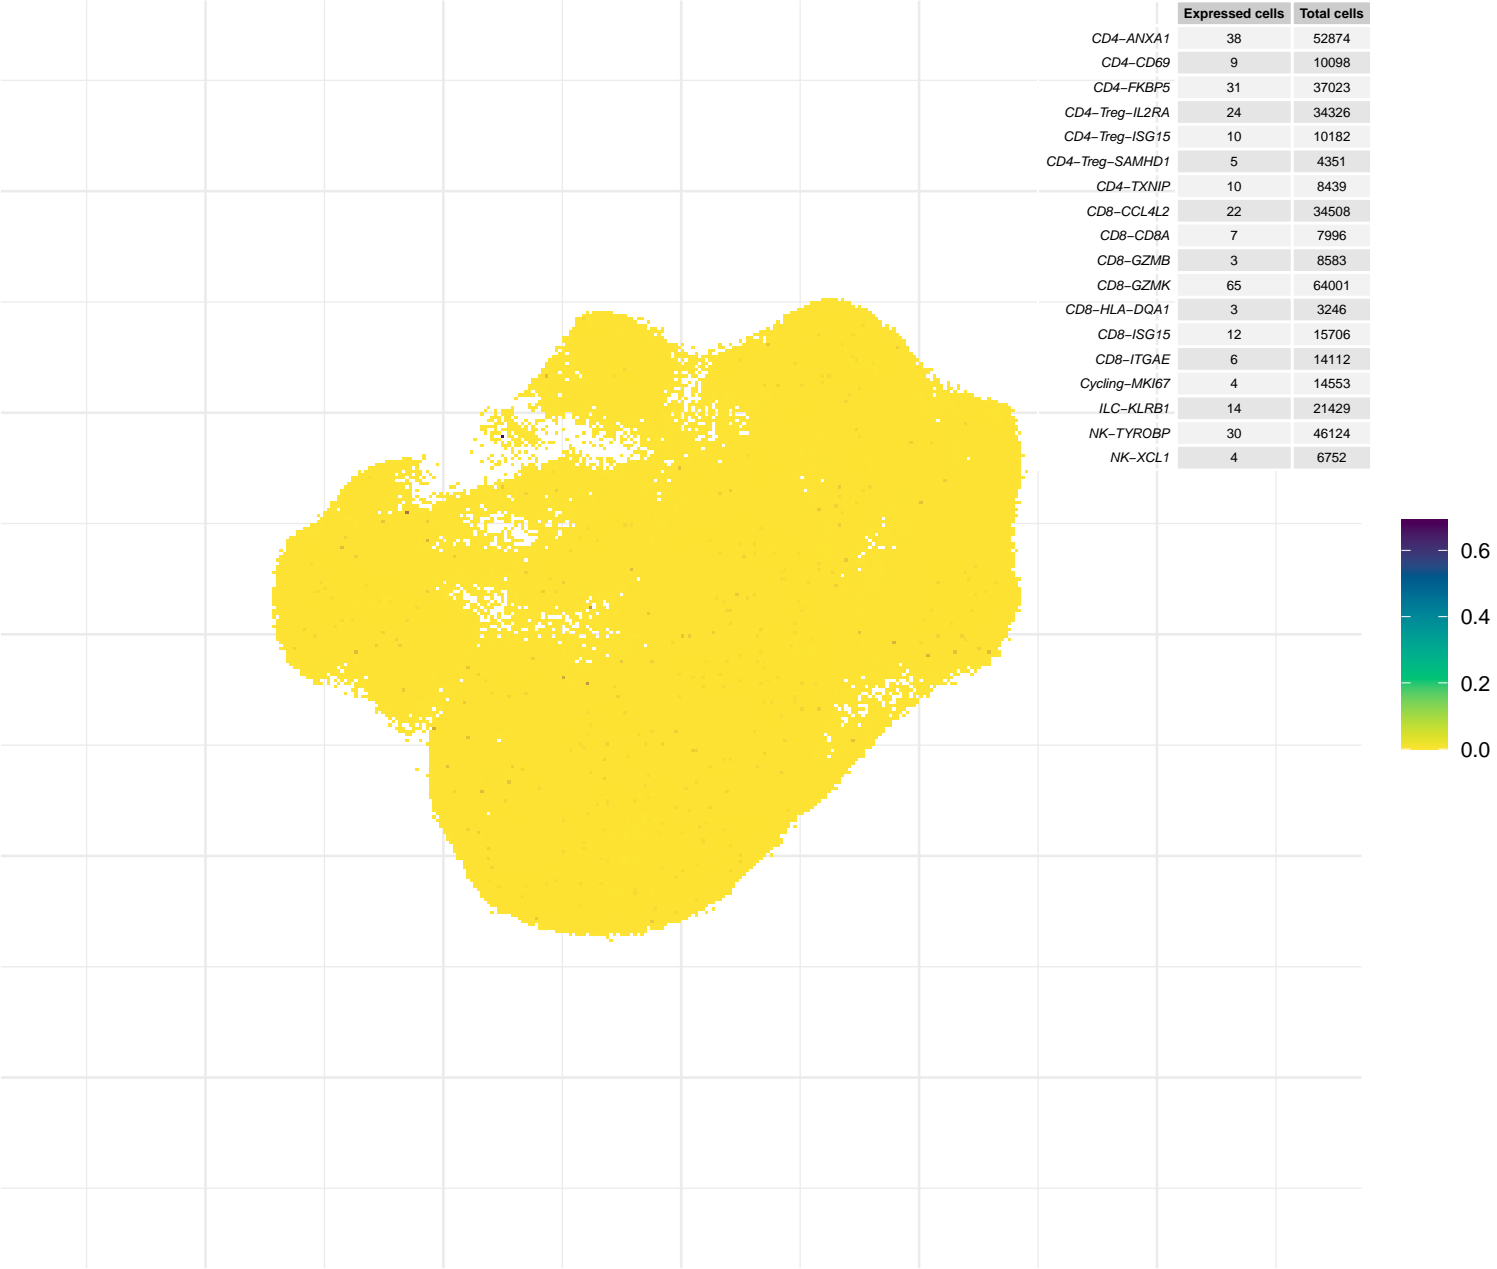 Expressed cells Total cells
CD4−ANXA1 38 52874
CD4−CD69 9 10098
CD4−FKBP5 31 37023
CD4−Treg−IL2RA 24 34326
CD4−Treg−ISG15 10 10182
CD4−Treg−SAMHD1 5 4351
CD4−TXNIP 10 8439
CD8−CCL4L2 22 34508
CD8−CD8A 7 7996
CD8−GZMB 3 8583
CD8−GZMK 65 64001
CD8−HLA−DQA1 3 3246
CD8−ISG15 12 15706
CD8−ITGAE 6 14112
Cycling−MKI67 4 14553
ILC−KLRB1 14 21429
NK−TYROBP 30 46124
NK−XCL1 4 6752
0.6
0.4
0.2
0.0